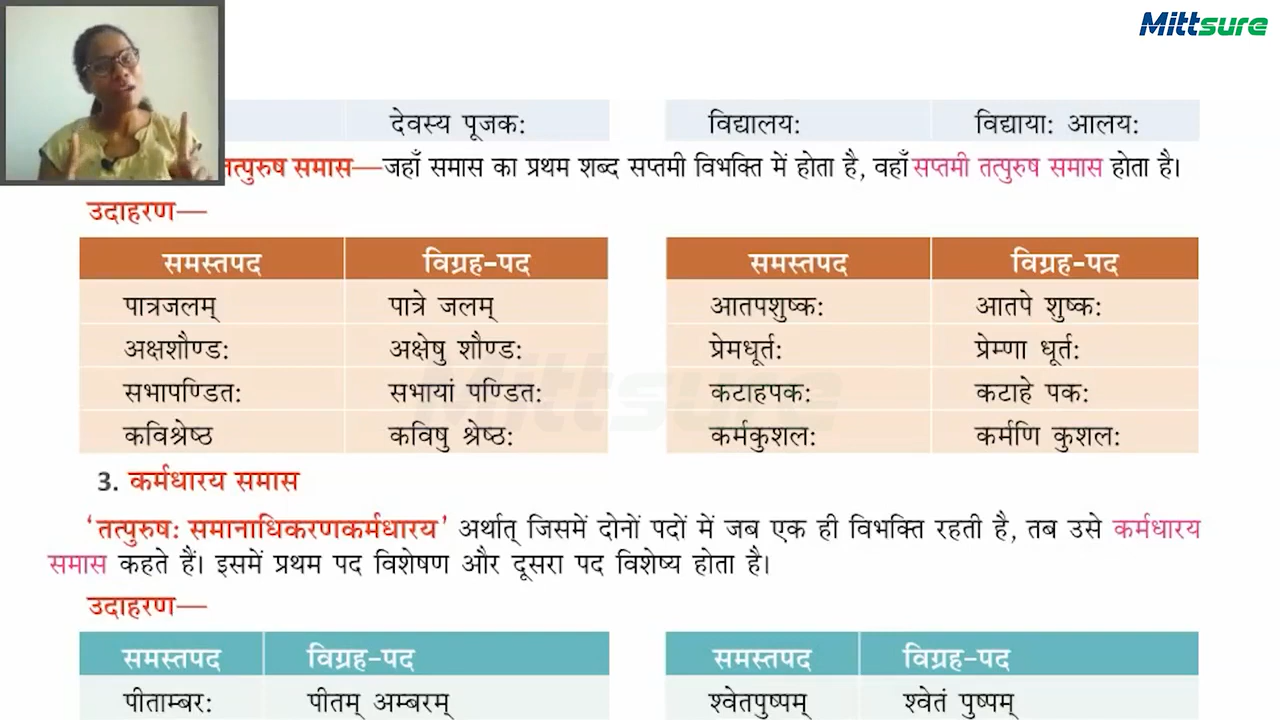 Mittsure
देवस्य पूजक: विद्यालय: विद्याया: आलय:
तत्पुरुष समास—जहाँ समास का प्रथम शब्द सप्तमी विभक्ति में होता है, वहाँ सप्तमी तत्पुरुष समास होता है।
उदाहरण—
समस्तपद विग्रह-पद समस्तपद विग्रह-पद
पात्रजलम् पात्रे जलम् आतपशुष्क: आतपे शुष्क:
अक्षशौण्ड: अक्षेषु शौण्ड: प्रेमधूर्त: प्रेम्णा धूर्त:
सभापण्डित: सभायां पण्डित: कटाहपक: कटाहे पक:
कविश्रेष्ठ कविषु श्रेष्ठ: कर्मकुशल: कर्मणि कुशल:
Mittsure
3. कर्मधारय समास
‘तत्पुरुष: समानाधिकरणकर्मधारय’ अर्थात् जिसमें दोनों पदों में जब एक ही विभक्ति रहती है, तब उसे कर्मधारय
समास कहते हैं। इसमें प्रथम पद विशेषण और दूसरा पद विशेष्य होता है।
उदाहरण—
समस्तपद विग्रह-पद समस्तपद विग्रह-पद
पीताम्बर: पीतम् अम्बरम् श्वेतपुष्पम् श्वेतं पुष्पम्